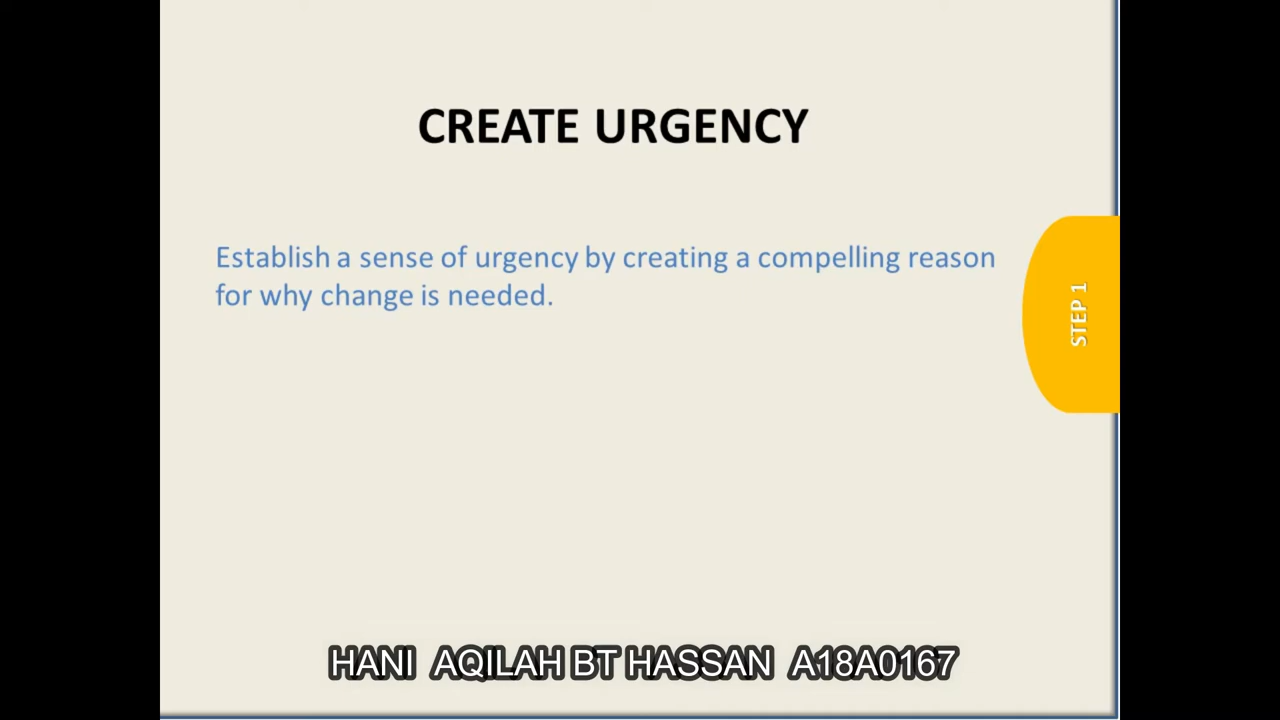 CREATE URGENCY
Establish a sense of urgency by creating a compelling reason
for why change is needed.
STEP 1
HANI AQILAH BT HASSAN A18A0167